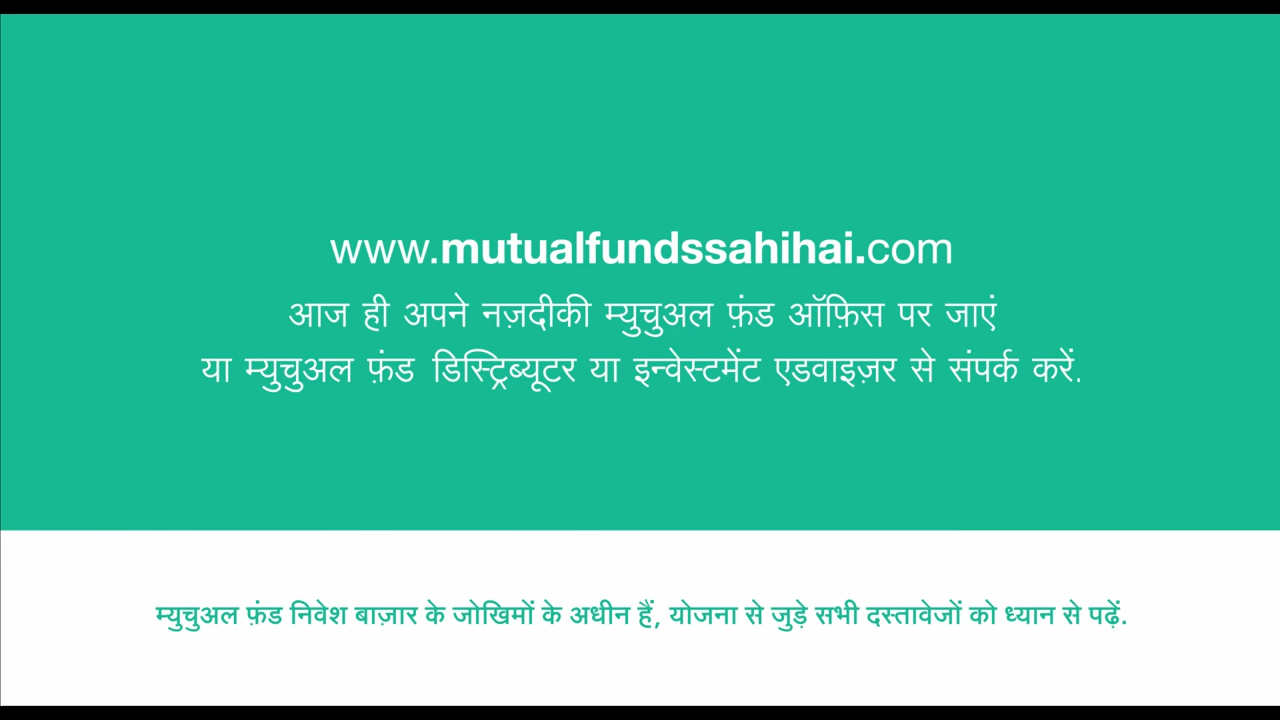 www.mutualfundssahihai.com
आज ही अपने नज़दीकी म्युचुअल फ़ंड ऑफ़िस पर जाएं
या म्युचुअल फ़ंड डिस्ट्रिब्यूटर या इन्वेस्टमेंट एडवाइज़र से संपर्क करें.
म्युचुअल फ़ंड निवेश बाज़ार के जोखिमों के अधीन हैं, योजना से जुड़े सभी दस्तावेजों को ध्यान से पढ़ें.